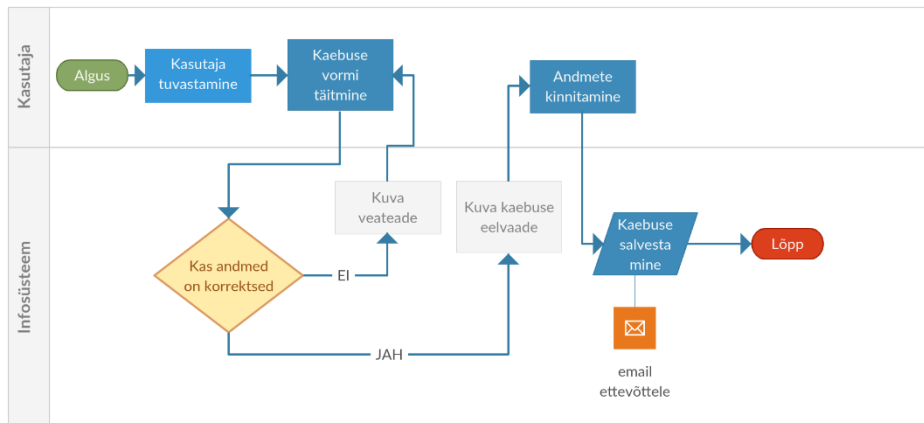 Kasutaja
Algus
Kasutaja
tuvastamine
Kaebuse
vormi
täitmine
Andmete
kinnitamine
Infosüsteem
Kas andmed
on korrektsed
EI
Kuva
veateade
JAH
Kuva kaebuse
eelvaade
Kaebuse
salvesta
mine
Lõpp
email
ettevõttele